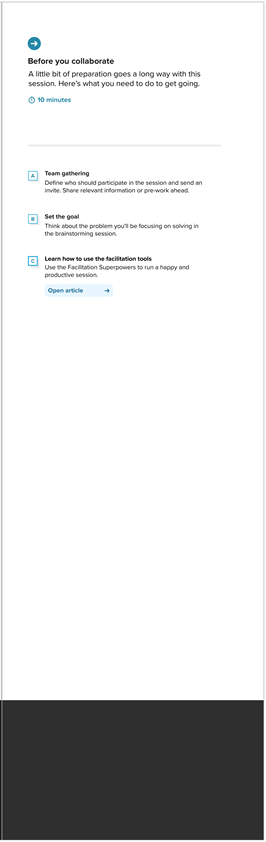 Before you collaborate
A little bit of preparation goes a long way with this
session. Here's what you need to do to get going.
10 minutes
A
Team gathering
Define who should participate in the session and send an
invite. Share relevant information or pre-work ahead.
B
Set the goal
Think about the problem you'll be focusing on solving in
the brainstorming session.
C
Learn how to use the facilitation tools
Use the Facilitation Superpowers to run a happy and
productive session.
Open article